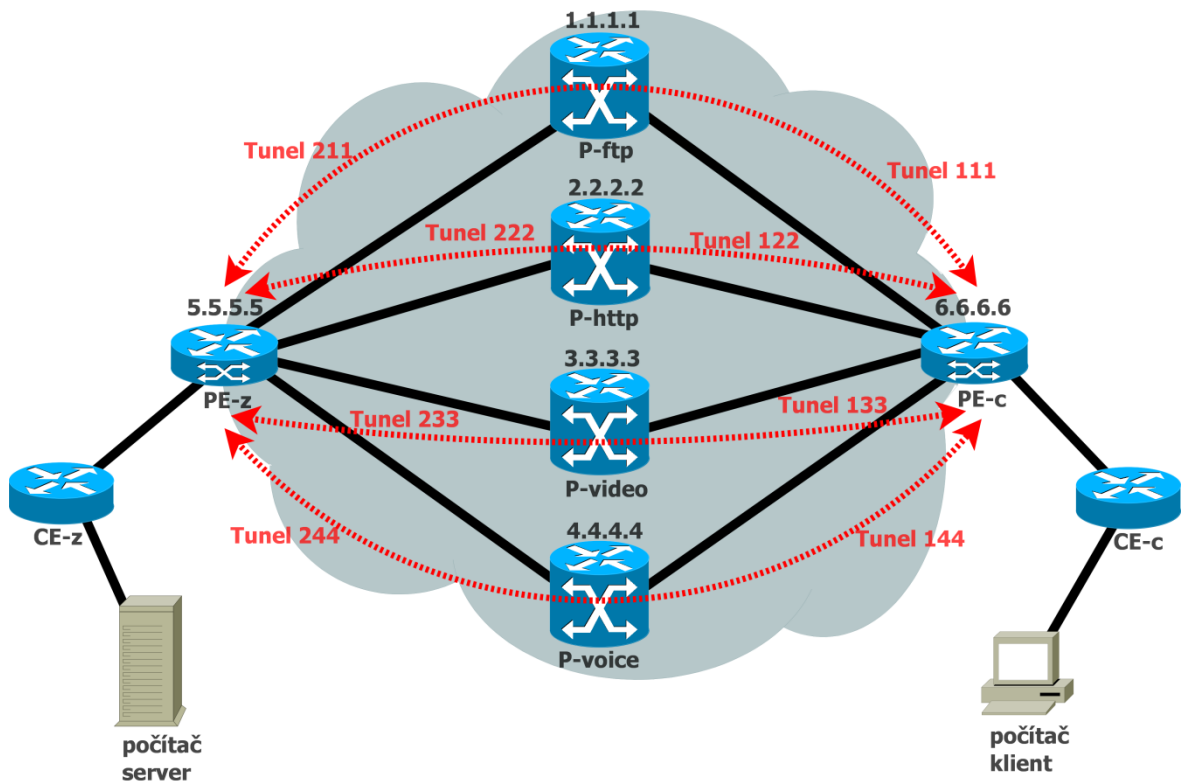 1.1.1.1
P-ftp
Tunel 211
Tunel 111
2.2.2.2
Tunel 222
Tunel 122
5.5.5.5
6.6.6.6
P-http
3.3.3.3
PE-z
PE-c
Tunel 233
Tunel 133
P-video
CE-z
4.4.4.4
Tunel 244
Tunel 144
CE-c
P-voice
počítač
server
počítač
klient